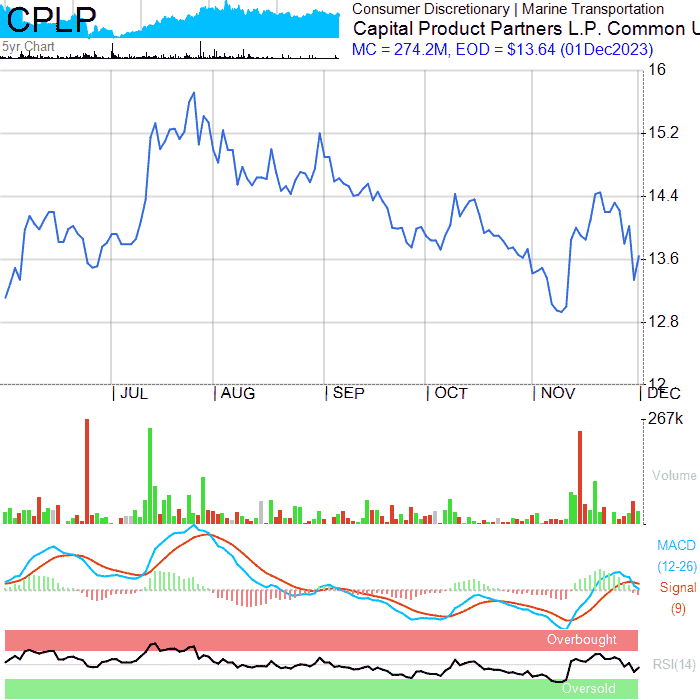 CPLP
5yr Chart
Consumer Discretionary | Marine Transportation
Capital Product Partners L.P. Common U
MC = 274.2M, EOD = $13.64 (01Dec2023)
16
15.2
14.4
13.6
12.8
12
JUL AUG SEP OCT NOV DEC
267k
Volume
MACD
(12-26)
Signal
(9)
Overbought
RSI(14)
Oversold